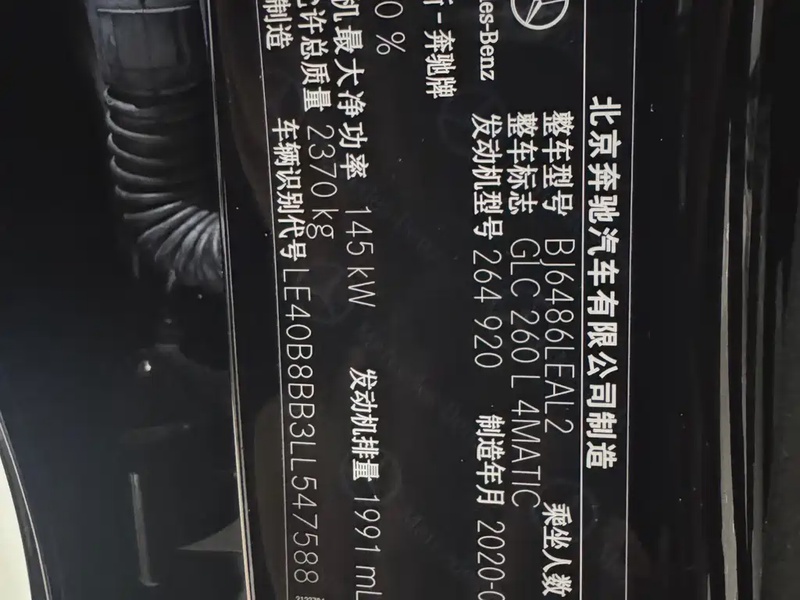 北京奔驰汽车有限公司制造
整车型号 BJ6486LEAL2 乘坐人数
整车标志 GLC 260 L 4MATIC
发动机型号 264 920 制造年月 2020-0
es-Benz
斯-奔驰牌
0 %
机最大净功率 145 kW 发动机排量 1991 mL
允许总质量 2370 kg
制造 车辆识别代号 LE40B8BB3LL547588